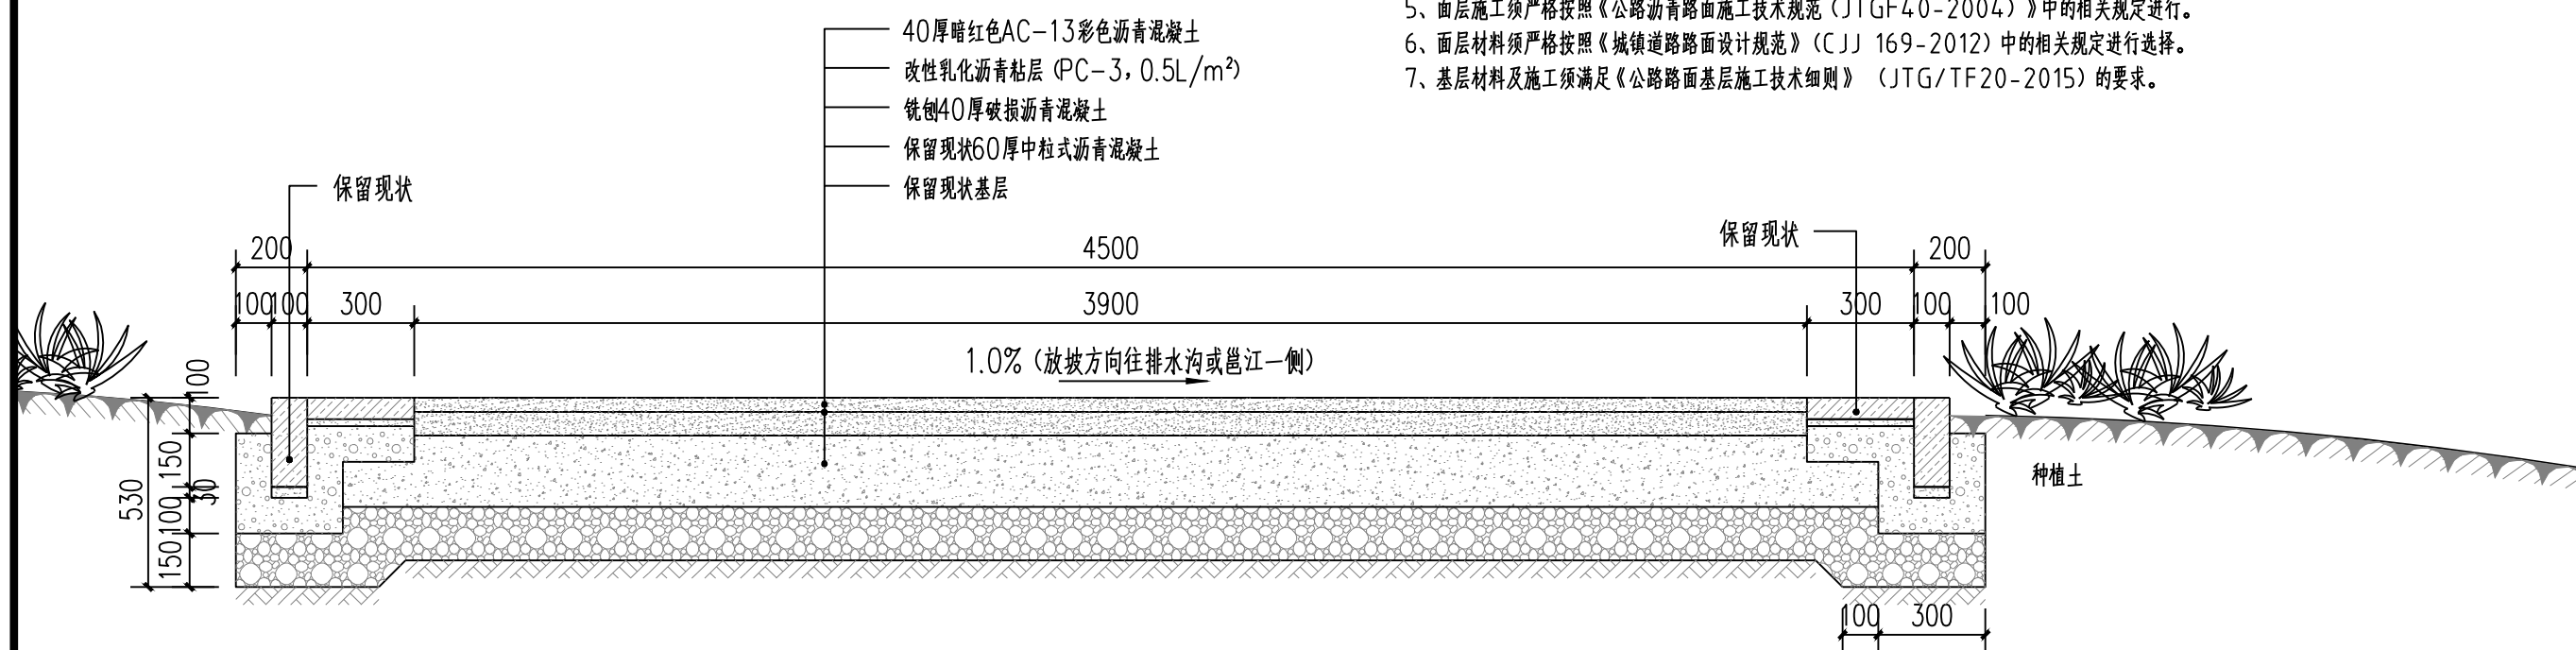 5、面层施工须严格按照《公路沥青路面施工技术规范（JTGF40-2004）》中的相关规定进行。
6、面层材料须严格按照《城镇道路路面设计规范》（CJJ 169-2012）中的相关规定进行选择。
7、基层材料及施工须满足《公路路面基层施工技术细则》（JTG/TF20-2015）的要求。
40厚暗红色AC-13彩色沥青混凝土
改性乳化沥青粘层（PC-3，0.5L/m²）
铣刨40厚破损沥青混凝土
保留现状60厚中粒式沥青混凝土
保留现状基层
保留现状
保留现状
200 4500 200
100 100 300 3900 300 100 100
1.0%（放坡方向往排水沟或邕江一侧）
100
150
30
100
150
530
种植土
100 300